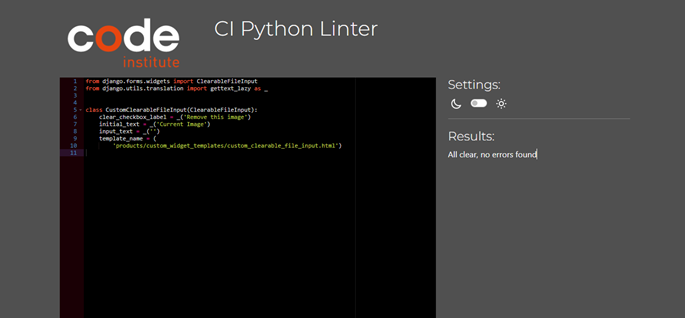 code
institute
CI Python Linter
1 from django.forms.widgets import ClearableFileInput
2 from django.utils.translation import gettext_lazy as _
3
4
5 class CustomClearableFileInput(ClearableFileInput):
6 clear_checkbox_label = _('Remove this image')
7 initial_text = _('Current Image')
8 input_text = _('')
9 template_name = (
10 'products/custom_widget_templates/custom_clearable_file_input.html')
11
Settings:
Results:
All clear, no errors found